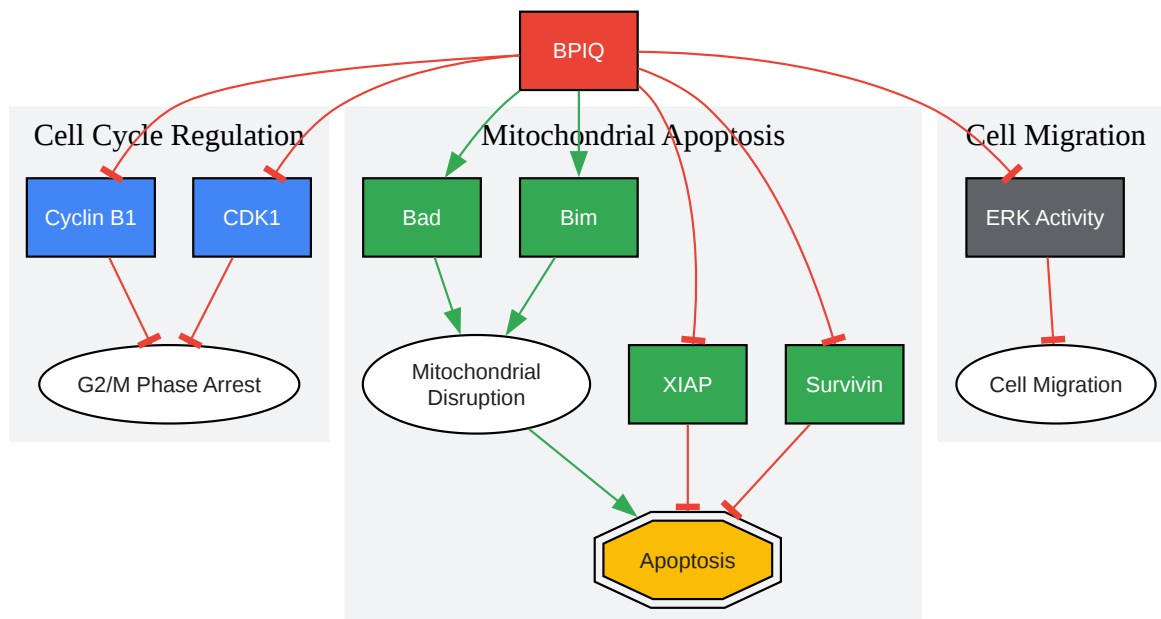 BPIQ
Cell Cycle Regulation
Mitochondrial Apoptosis
Cell Migration
Cyclin B1
CDK1
Bad
Bim
ERK Activity
G2/M Phase Arrest
Mitochondrial
Disruption
XIAP
Survivin
Cell Migration
Apoptosis